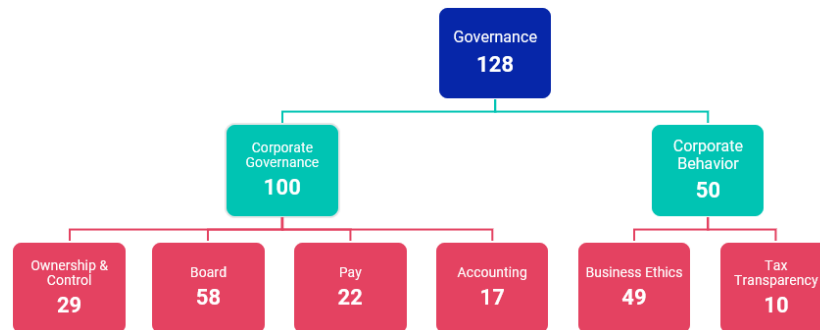 Governance
128
Corporate
Governance
100
Corporate
Behavior
50
Ownership &
Control
29
Board
58
Pay
22
Accounting
17
Business Ethics
49
Tax
Transparency
10